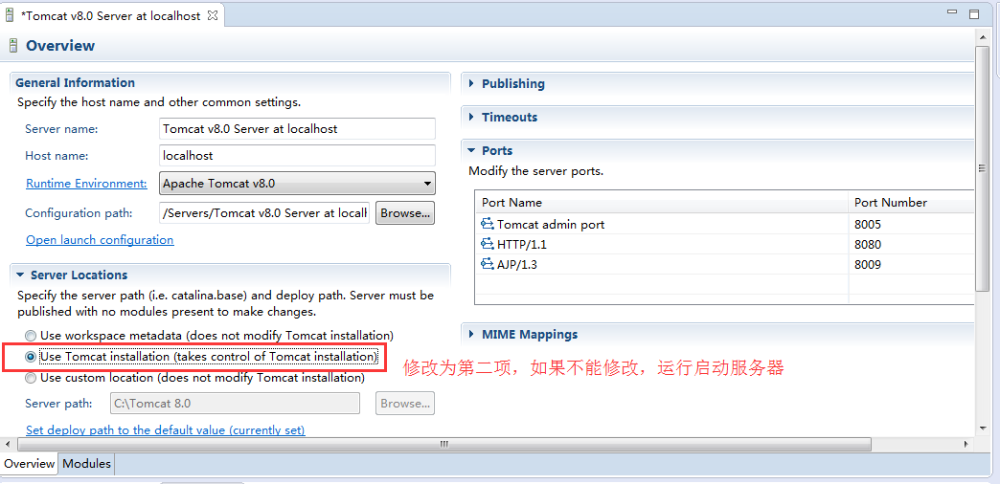 *Tomcat v8.0 Server at localhost
Overview
General Information
Specify the host name and other common settings.
Server name:
Tomcat v8.0 Server at localhost
Host name:
localhost
Runtime Environment:
Apache Tomcat v8.0
Configuration path:
/Servers/Tomcat v8.0 Server at localh
Browse...
Open launch configuration
Server Locations
Specify the server path (i.e. catalina.base) and deploy path. Server must be
published with no modules present to make changes.
Use workspace metadata (does not modify Tomcat installation)
Use Tomcat installation (takes control of Tomcat installation)
Use custom location (does not modify Tomcat installation)
Server path:
C:\Tomcat 8.0
Browse...
Set deploy path to the default value (currently set)
Publishing
Timeouts
Ports
Modify the server ports.
Port Name
Port Number
Tomcat admin port
8005
HTTP/1.1
8080
AJP/1.3
8009
MIME Mappings
修改为第二项，如果不能修改，运行启动服务器
Overview
Modules